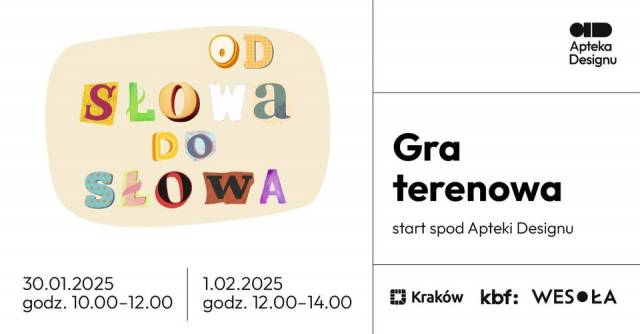 OD
SŁOWa
DO
SŁOWA
30.01.2025
godz. 10.00–12.00
1.02.2025
godz. 12.00–14.00
Apteka
Designu
Gra
terenowa
start spod Apteki Designu
Kraków kbf: WESOŁA